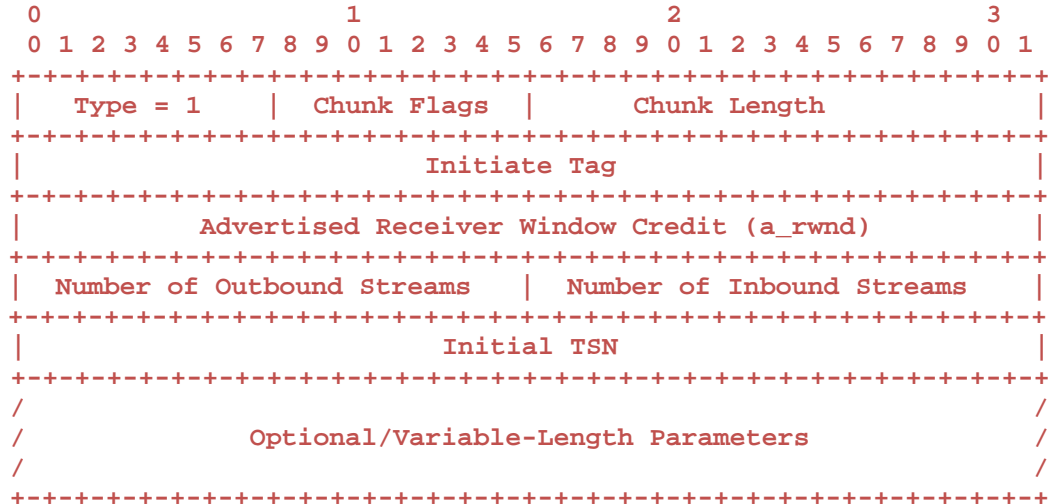 0                   1                   2                   3
 0 1 2 3 4 5 6 7 8 9 0 1 2 3 4 5 6 7 8 9 0 1 2 3 4 5 6 7 8 9 0 1
+-+-+-+-+-+-+-+-+-+-+-+-+-+-+-+-+-+-+-+-+-+-+-+-+-+-+-+-+-+-+-+-+
|   Type = 1    |  Chunk Flags  |      Chunk Length             |
+-+-+-+-+-+-+-+-+-+-+-+-+-+-+-+-+-+-+-+-+-+-+-+-+-+-+-+-+-+-+-+-+
|                         Initiate Tag                          |
+-+-+-+-+-+-+-+-+-+-+-+-+-+-+-+-+-+-+-+-+-+-+-+-+-+-+-+-+-+-+-+-+
|           Advertised Receiver Window Credit (a_rwnd)          |
+-+-+-+-+-+-+-+-+-+-+-+-+-+-+-+-+-+-+-+-+-+-+-+-+-+-+-+-+-+-+-+-+
|  Number of Outbound Streams   |  Number of Inbound Streams    |
+-+-+-+-+-+-+-+-+-+-+-+-+-+-+-+-+-+-+-+-+-+-+-+-+-+-+-+-+-+-+-+-+
|                          Initial TSN                          |
+-+-+-+-+-+-+-+-+-+-+-+-+-+-+-+-+-+-+-+-+-+-+-+-+-+-+-+-+-+-+-+-+
/                                                               /
/              Optional/Variable-Length Parameters              /
/                                                               /
+-+-+-+-+-+-+-+-+-+-+-+-+-+-+-+-+-+-+-+-+-+-+-+-+-+-+-+-+-+-+-+-+